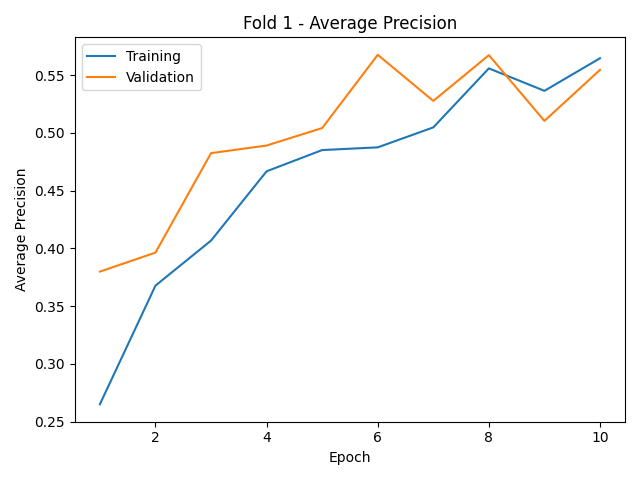 Fold 1 - Average Precision
Training
Validation
Average Precision
0.55
0.50
0.45
0.40
0.35
0.30
0.25
2 4 6 8 10
Epoch